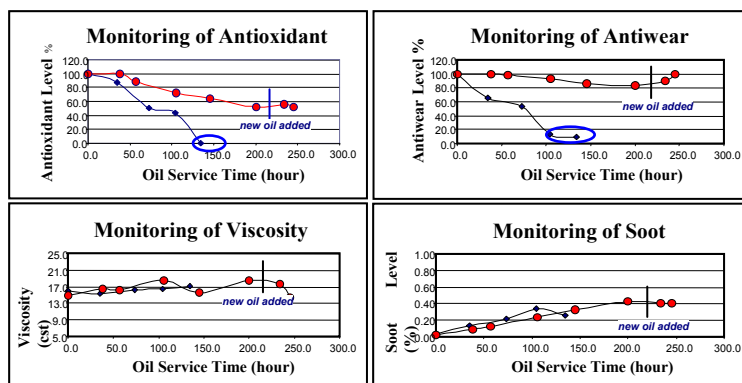 Monitoring of Antioxidant
Antioxidant Level %
120.0
100.0
80.0
60.0
40.0
20.0
0.0
new oil added
0.0 50.0 100.0 150.0 200.0 250.0 300.0
Oil Service Time (hour)
Monitoring of Antiwear
Antiwear Level %
120.0
100.0
80.0
60.0
40.0
20.0
0.0
new oil added
0.0 50.0 100.0 150.0 200.0 250.0 300.0
Oil Service Time (hour)
Monitoring of Viscosity
Viscosity
(cst)
25.0
21.0
17.0
13.0
9.0
5.0
new oil added
0.0 50.0 100.0 150.0 200.0 250.0 300.0
Oil Service Time (hour)
Monitoring of Soot
Soot Level
(%)
1.00
0.80
0.60
0.40
0.20
0.00
new oil added
0.0 50.0 100.0 150.0 200.0 250.0 300.0
Oil Service Time (hour)